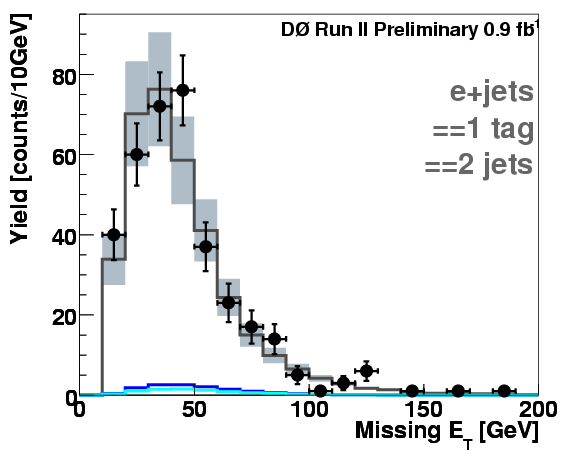 DØ Run II Preliminary 0.9 fb-1
e+jets
==1 tag
==2 jets
Yield [counts/10GeV]
80
60
40
20
0
0 50 100 150 200
Missing ET [GeV]